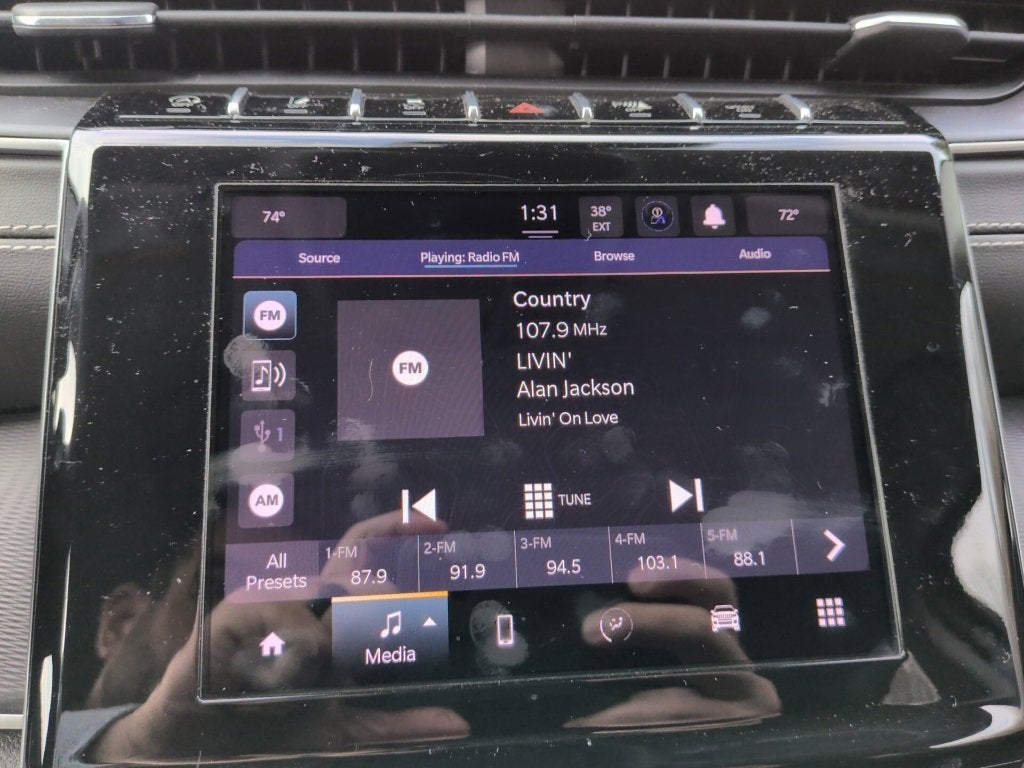 74°
1:31
38°
EXT
72°
Source
Playing: Radio FM
Browse
Audio
FM
1
AM
FM
Country
107.9 MHz
LIVIN'
Alan Jackson
Livin' On Love
TUNE
All
Presets
1-FM
87.9
2-FM
91.9
3-FM
94.5
4-FM
103.1
5-FM
88.1
Media